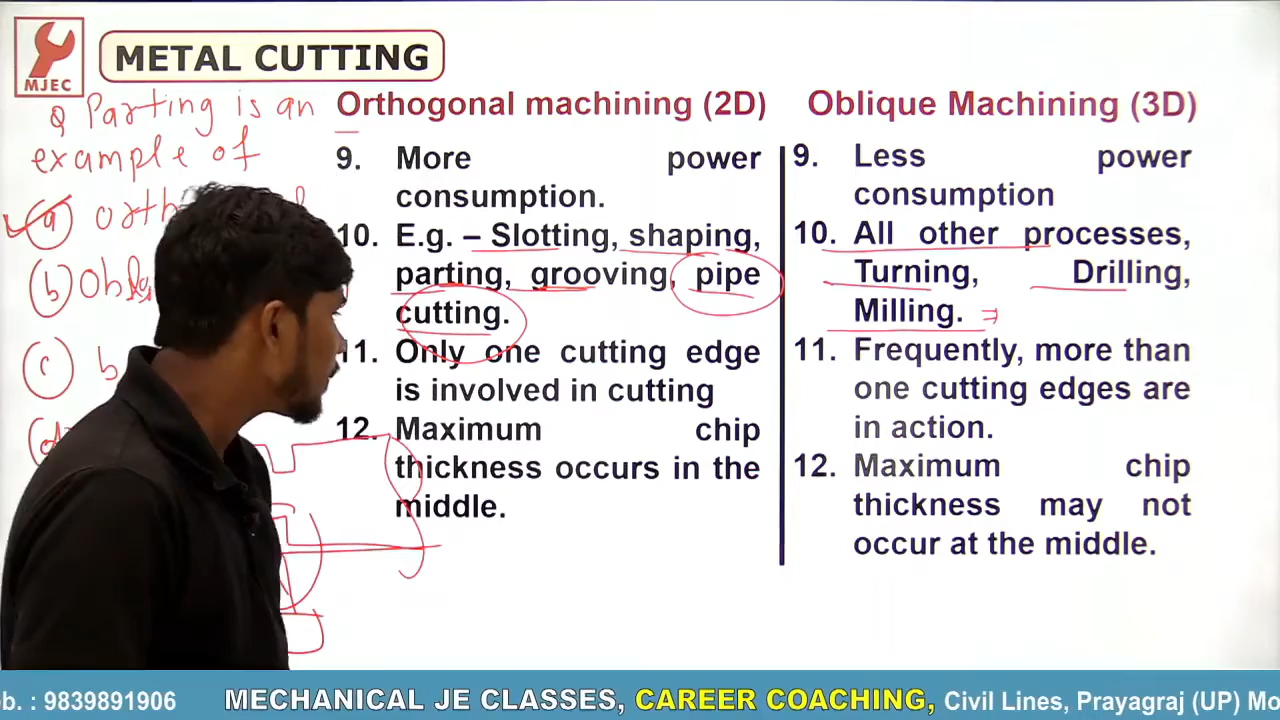 MJEC
METAL CUTTING
Q Parting is an
example of
(a)
(b)
(c) b
Orthogonal machining (2D)
9. More power
consumption.
10. E.g. – Slotting, shaping,
parting, grooving, pipe
cutting.
11. Only one cutting edge
is involved in cutting
12. Maximum chip
thickness occurs in the
middle.
Oblique Machining (3D)
9. Less power
consumption
10. All other processes,
Turning, Drilling,
Milling. ⇒
11. Frequently, more than
one cutting edges are
in action.
12. Maximum chip
thickness may not
occur at the middle.
ob. : 9839891906 MECHANICAL JE CLASSES, CAREER COACHING, Civil Lines, Prayagraj (UP) Mo